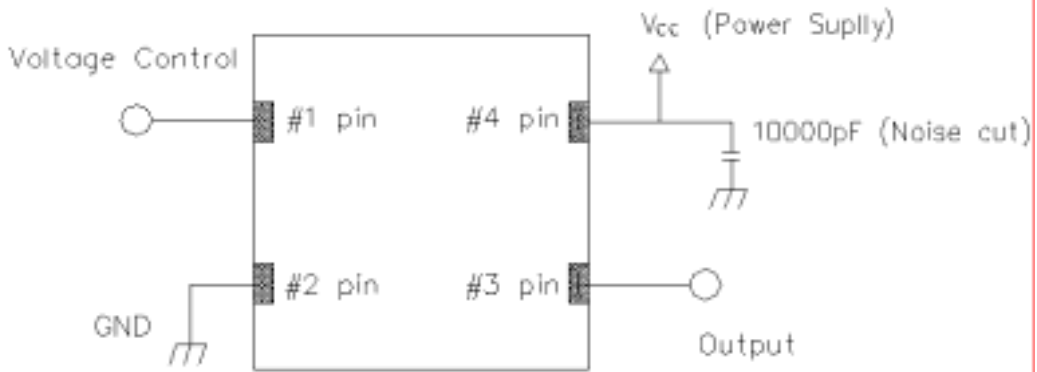 Vcc (Power Suplly)
Voltage Control
#1 pin
#4 pin
10000pF (Noise cut)
#2 pin
#3 pin
GND
Output